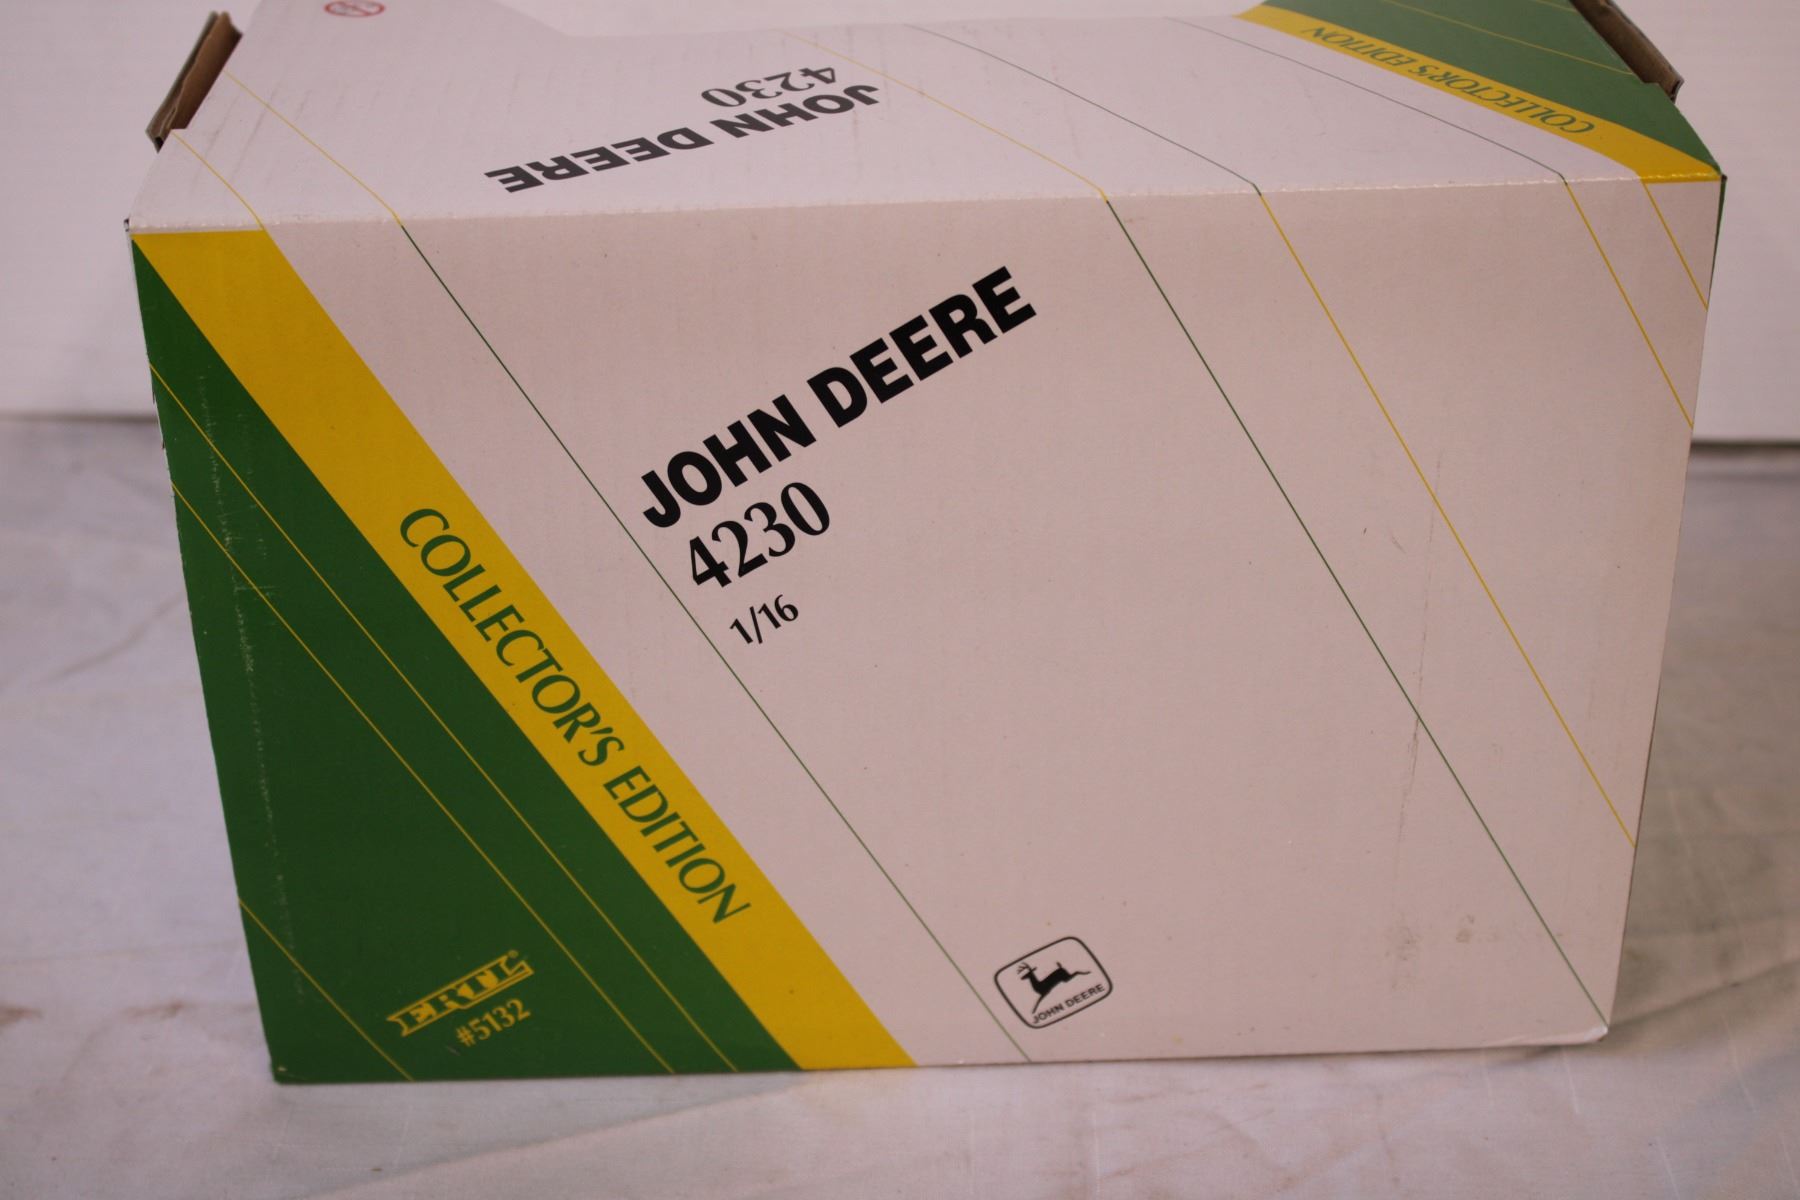 JOHN DEERE
4230
COLLECTOR'S EDITION
JOHN DEERE
4230
1/16
COLLECTOR'S EDITION
ERTL®
#5132
JOHN DEERE